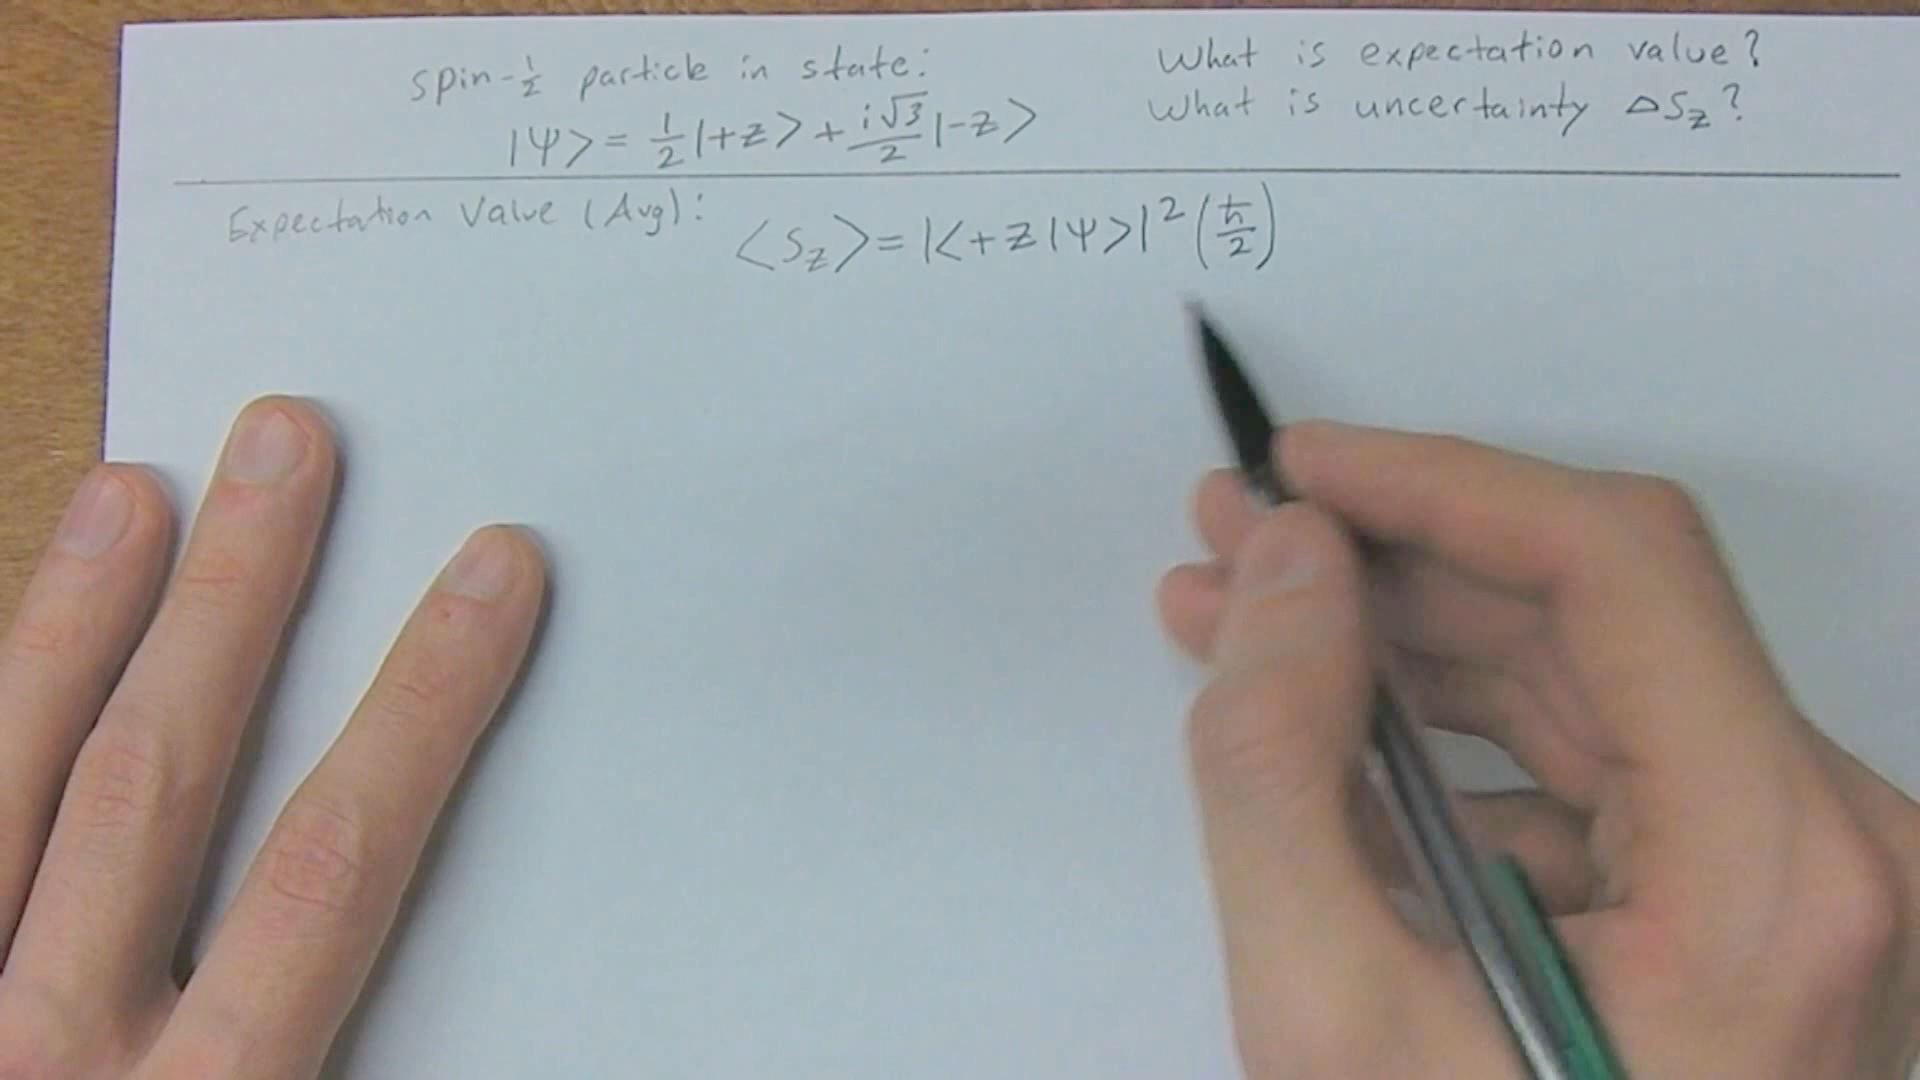 spin-½ particle in state:
|Ψ> = 1/2 |+z> + i√3/2 |-z>
What is expectation value?
What is uncertainty ΔSz?
Expectation Value (Avg):
<Sz> = |<+z|Ψ>|² (ħ/2)